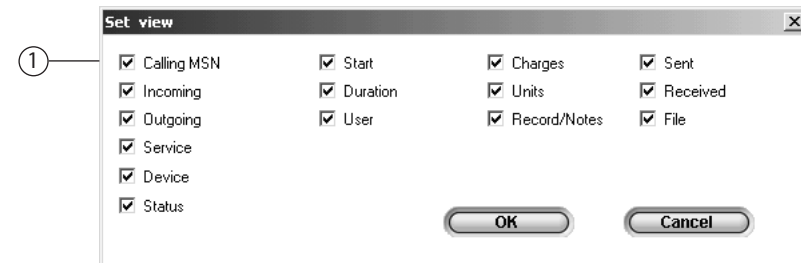 Set view
1
Calling MSN Start Charges Sent
Incoming Duration Units Received
Outgoing User Record/Notes File
Service
Device
Status
OK Cancel